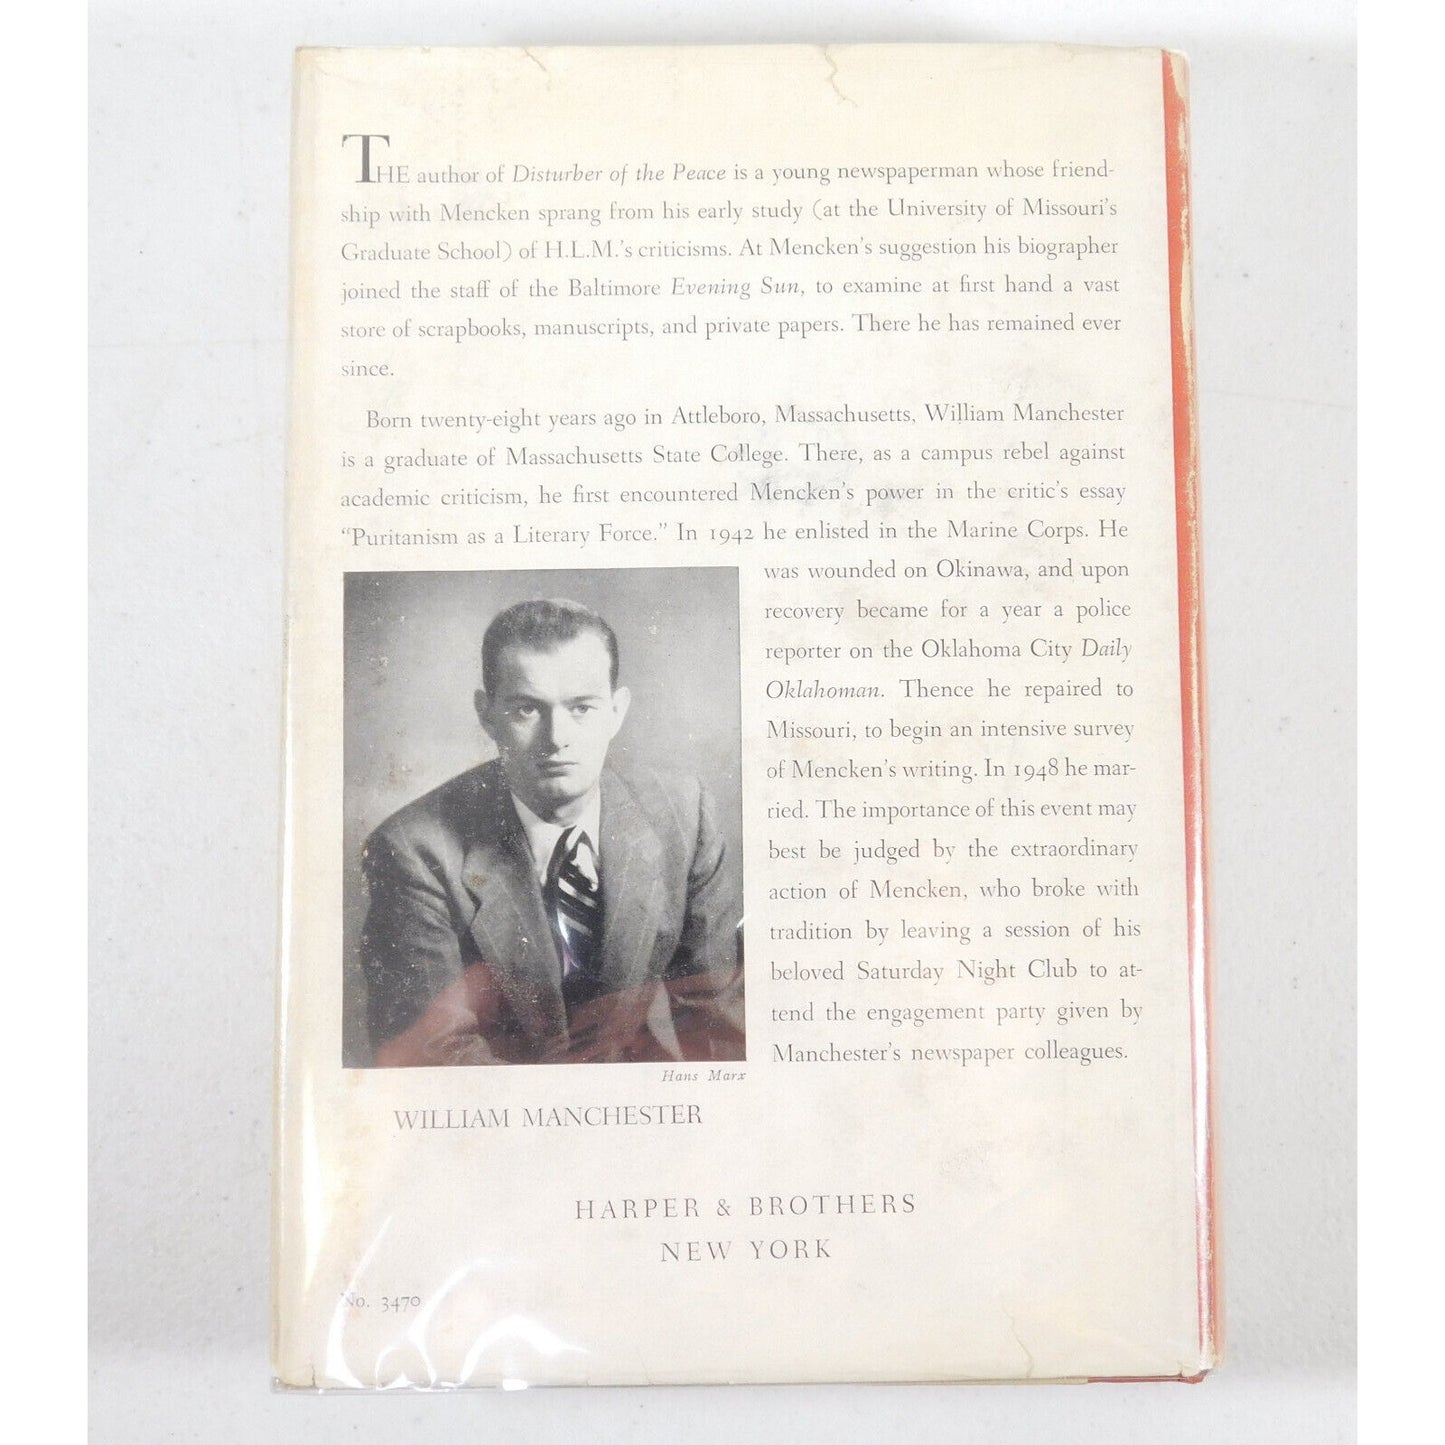 THE author of Disturber of the Peace is a young newspaperman whose friend-
ship with Mencken sprang from his early study (at the University of Missouri's
Graduate School) of H.L.M.'s criticisms. At Mencken's suggestion his biographer
joined the staff of the Baltimore Evening Sun, to examine at first hand a vast
store of scrapbooks, manuscripts, and private papers. There he has remained ever
since.
Born twenty-eight years ago in Attleboro, Massachusetts, William Manchester
is a graduate of Massachusetts State College. There, as a campus rebel against
academic criticism, he first encountered Mencken's power in the critic's essay
"Puritanism as a Literary Force." In 1942 he enlisted in the Marine Corps. He
was wounded on Okinawa, and upon
recovery became for a year a police
reporter on the Oklahoma City Daily
Oklahoman. Thence he repaired to
Missouri, to begin an intensive survey
of Mencken's writing. In 1948 he mar-
ried. The importance of this event may
best be judged by the extraordinary
action of Mencken, who broke with
tradition by leaving a session of his
beloved Saturday Night Club to at-
tend the engagement party given by
Manchester's newspaper colleagues.
Hans Marx
WILLIAM MANCHESTER
HARPER & BROTHERS
NEW YORK
No. 3470